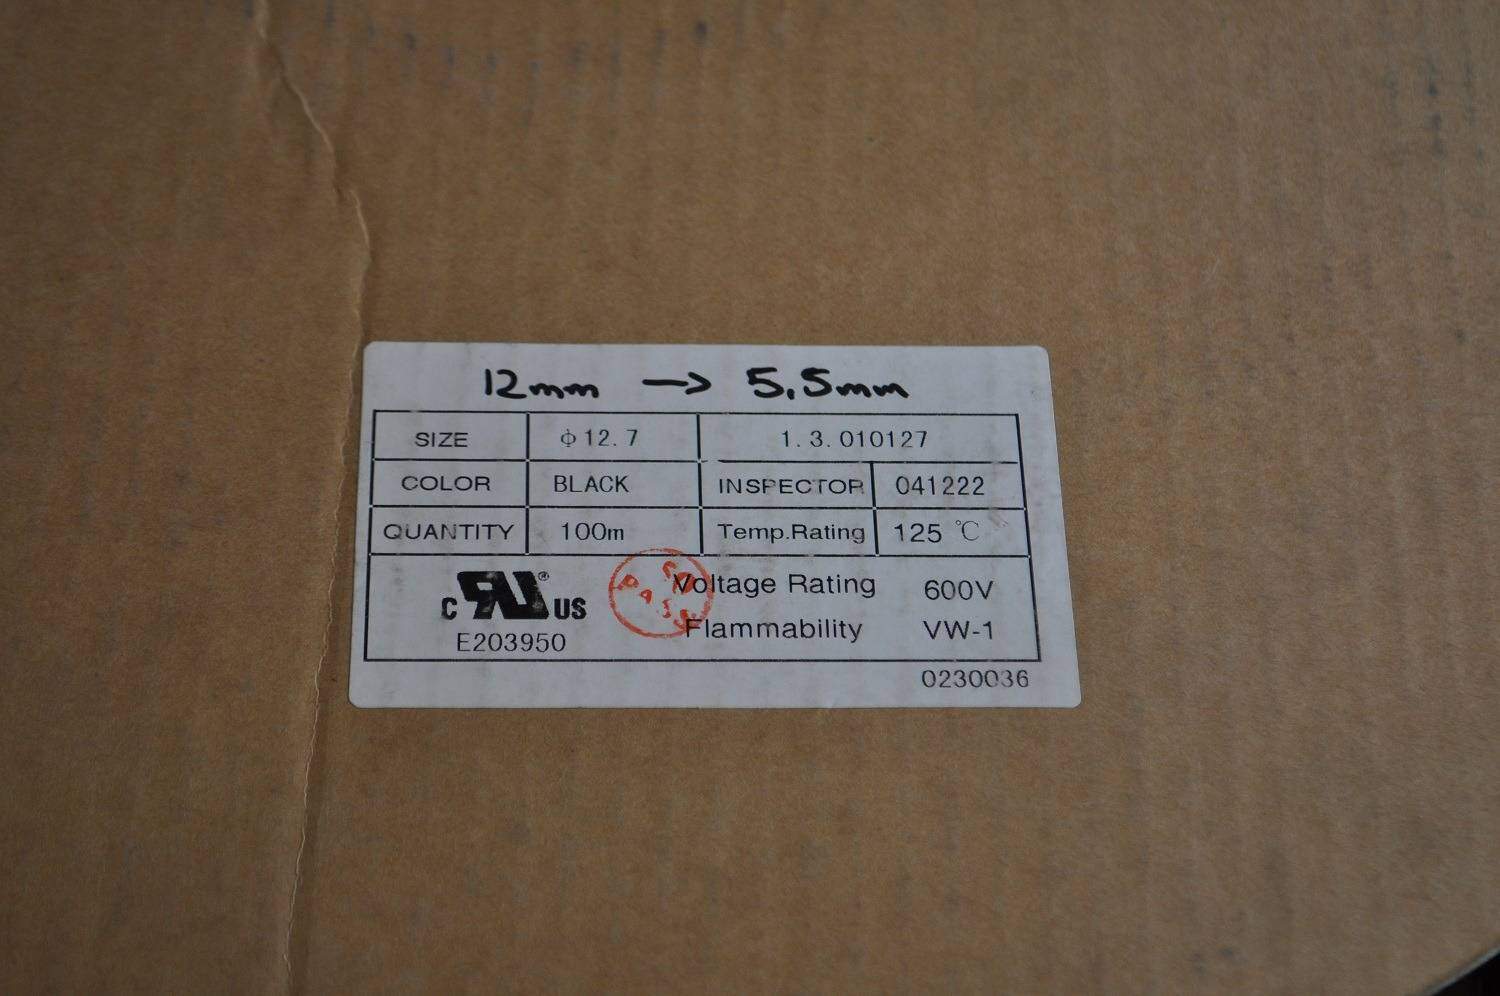 12mm → 5.5mm
SIZE φ12.7 1.3.010127
COLOR BLACK INSPECTOR 041222
QUANTITY 100m Temp.Rating 125 ℃
c RU ® US
E203950
PASS
Voltage Rating 600V
Flammability VW-1
0230036